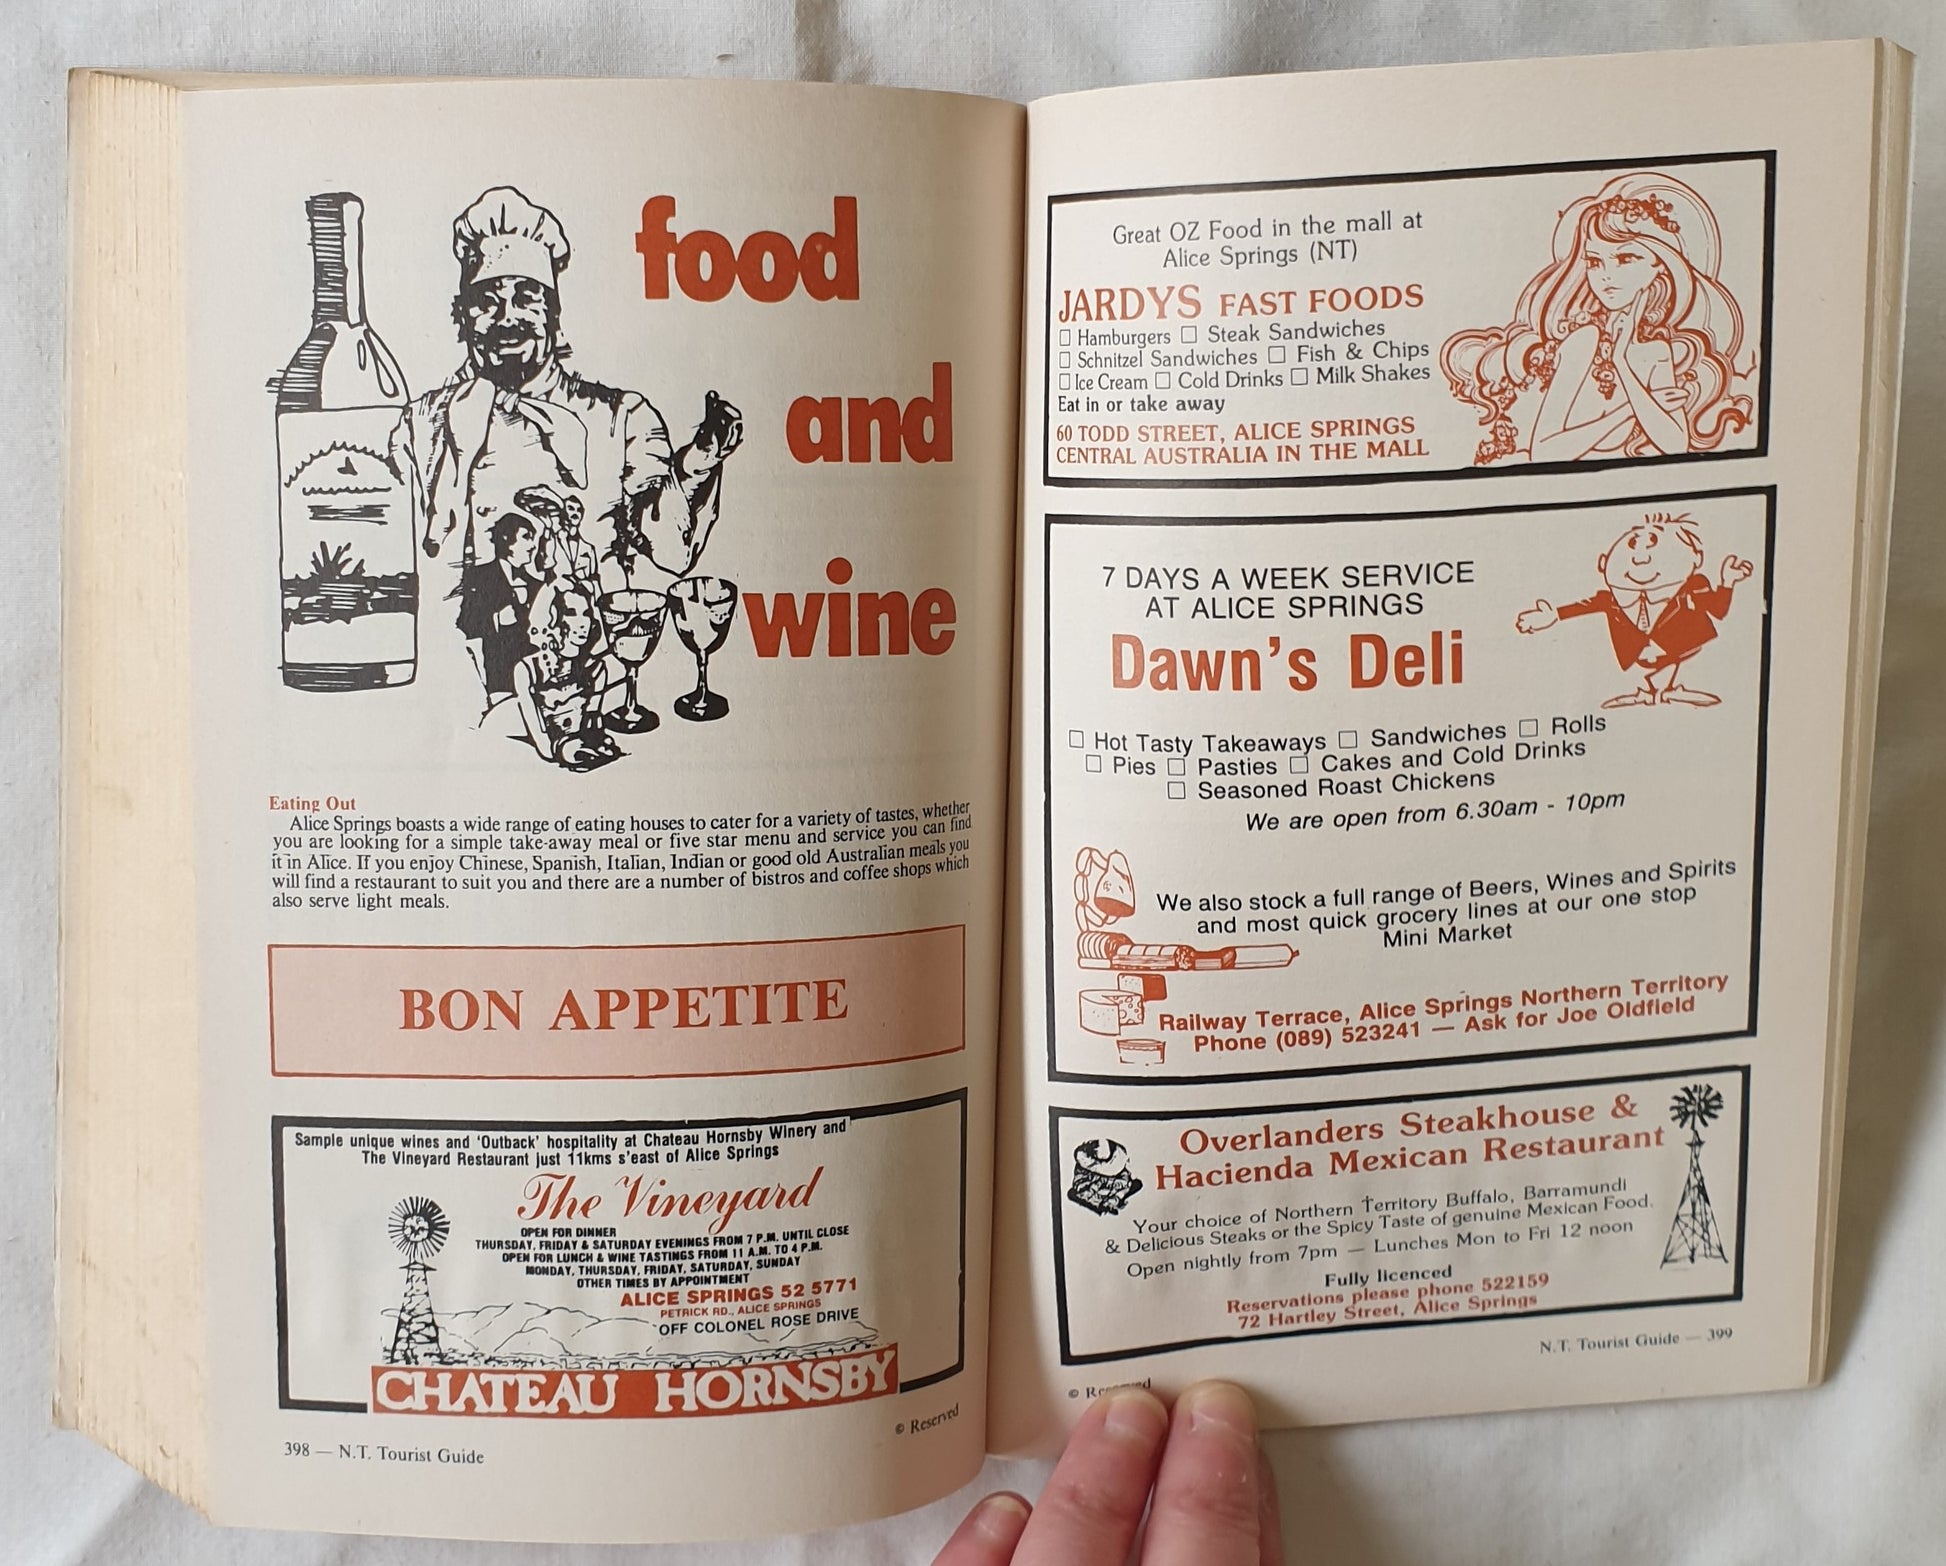 food
and
wine
Eating Out
Alice Springs boasts a wide range of eating houses to cater for a variety of tastes, whether
you are looking for a simple take-away meal or five star menu and service you can find
it in Alice. If you enjoy Chinese, Spanish, Italian, Indian or good old Australian meals you
will find a restaurant to suit you and there are a number of bistros and coffee shops which
also serve light meals.
BON APPETITE
Sample unique wines and 'Outback' hospitality at Chateau Hornsby Winery and
The Vineyard Restaurant just 11kms s'east of Alice Springs
The Vineyard
OPEN FOR DINNER
THURSDAY, FRIDAY & SATURDAY EVENINGS FROM 7 P.M. UNTIL CLOSE
OPEN FOR LUNCH & WINE TASTINGS FROM 11 A.M. TO 4 P.M.
MONDAY, THURSDAY, FRIDAY, SATURDAY, SUNDAY
OTHER TIMES BY APPOINTMENT
ALICE SPRINGS 52 5771
PETRICK RD., ALICE SPRINGS
OFF COLONEL ROSE DRIVE
CHATEAU HORNSBY
© Reserved
398 — N.T. Tourist Guide
Great OZ Food in the mall at
Alice Springs (NT)
JARDYS FAST FOODS
☐ Hamburgers ☐ Steak Sandwiches
☐ Schnitzel Sandwiches ☐ Fish & Chips
☐ Ice Cream ☐ Cold Drinks ☐ Milk Shakes
Eat in or take away
60 TODD STREET, ALICE SPRINGS
CENTRAL AUSTRALIA IN THE MALL
7 DAYS A WEEK SERVICE
AT ALICE SPRINGS
Dawn's Deli
☐ Hot Tasty Takeaways ☐ Sandwiches ☐ Rolls
☐ Pies ☐ Pasties ☐ Cakes and Cold Drinks
☐ Seasoned Roast Chickens
We are open from 6.30am - 10pm
We also stock a full range of Beers, Wines and Spirits
and most quick grocery lines at our one stop
Mini Market
Railway Terrace, Alice Springs Northern Territory
Phone (089) 523241 — Ask for Joe Oldfield
Overlanders Steakhouse &
Hacienda Mexican Restaurant
Your choice of Northern Territory Buffalo, Barramundi
& Delicious Steaks or the Spicy Taste of genuine Mexican Food.
Open nightly from 7pm — Lunches Mon to Fri 12 noon
Fully licenced
Reservations please phone 522159
72 Hartley Street, Alice Springs
N.T. Tourist Guide — 399
©